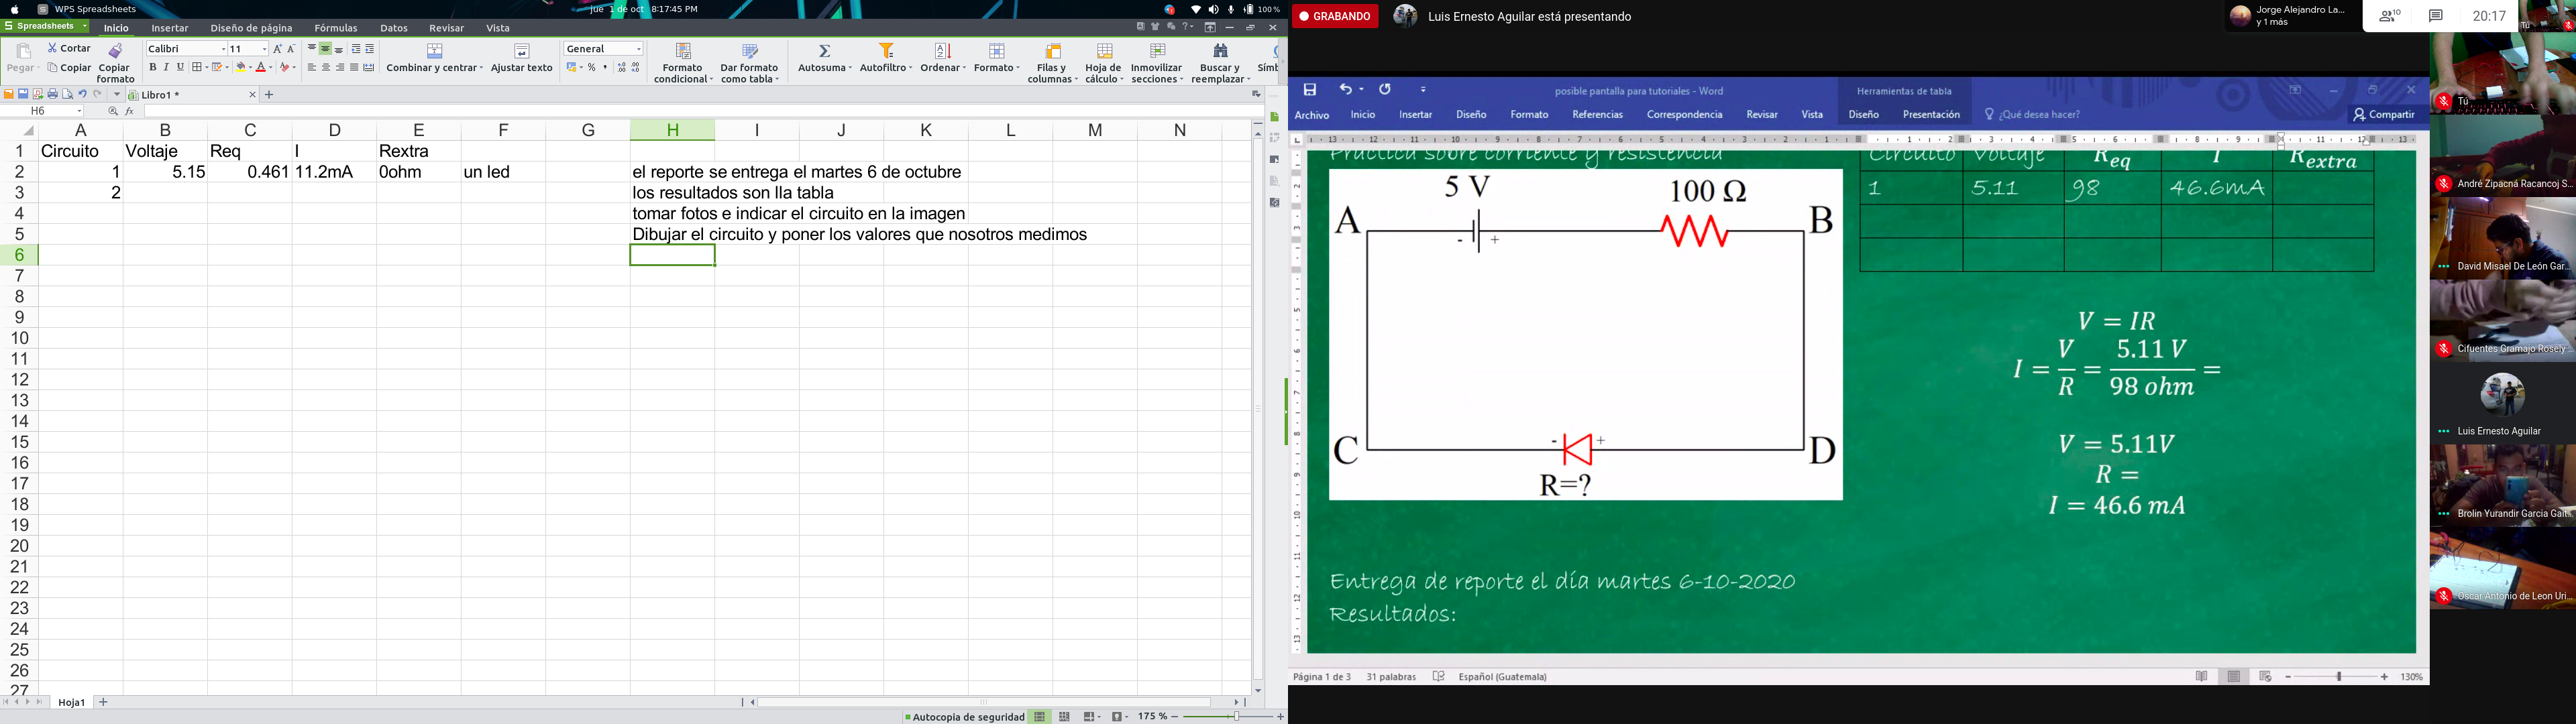 WPS Spreadsheets
jue 1 de oct 8:17:45 PM
100 %
Spreadsheets
Inicio Insertar Diseño de página Fórmulas Datos Revisar Vista
Pegar Cortar Copiar Copiar formato
Calibri 11
Combinar y centrar Ajustar texto
General
Formato condicional Dar formato como tabla Autosuma Autofiltro Ordenar Formato Filas y columnas Hoja de cálculo Inmovilizar secciones Buscar y reemplazar
Libro1 *
H6 fx
A B C D E F G H I J K L M N
1 Circuito Voltaje Req I Rextra
2 1 5.15 0.461 11.2mA 0ohm un led el reporte se entrega el martes 6 de octubre
3 2 los resultados son lla tabla
4 tomar fotos e indicar el circuito en la imagen
5 Dibujar el circuito y poner los valores que nosotros medimos
6
7
8
9
10
11
12
13
14
15
16
17
18
19
20
21
22
23
24
25
26
27
Hoja1
Autocopia de seguridad 175 %
GRABANDO
Luis Ernesto Aguilar está presentando
Jorge Alejandro La...
y 1 más
10
20:17
Tú
posible pantalla para tutoriales - Word
Herramientas de tabla
Archivo Inicio Insertar Diseño Formato Referencias Correspondencia Revisar Vista Diseño Presentación ¿Qué desea hacer? Compartir
Práctica sobre corriente y resistencia
Circuito Voltaje Req I Rextra
1 5.11 98 46.6mA
5 V 100 Ω
A - + B
C - + D
R=?
V = IR
I = V/R = 5.11 V/98 ohm =
V = 5.11V
R =
I = 46.6 mA
Entrega de reporte el día martes 6-10-2020
Resultados:
Página 1 de 3 31 palabras Español (Guatemala) 130%
Tú
André Zipacná Racancoj S...
David Misael De León Gar...
Cifuentes Gramajo Rosely
Luis Ernesto Aguilar
Brolin Yurandir Garcia Gait...
Oscar Antonio de Leon Uri...